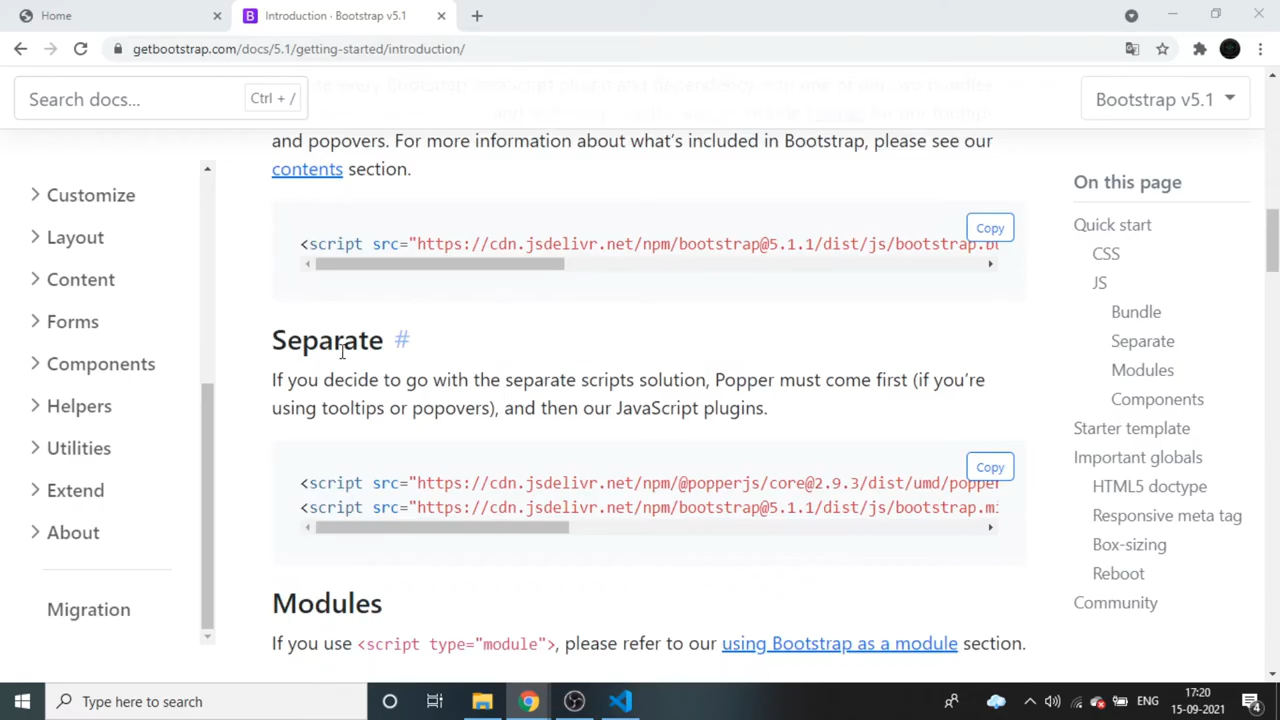 Home
Introduction · Bootstrap v5.1
getbootstrap.com/docs/5.1/getting-started/introduction/
Search docs...
Ctrl + /
Bootstrap v5.1
and popovers. For more information about what's included in Bootstrap, please see our
contents section.
Customize
Layout
Content
Forms
Components
Helpers
Utilities
Extend
About
Migration
Copy
<script src="https://cdn.jsdelivr.net/npm/bootstrap@5.1.1/dist/js/bootstrap.b
Separate #
If you decide to go with the separate scripts solution, Popper must come first (if you're
using tooltips or popovers), and then our JavaScript plugins.
Copy
<script src="https://cdn.jsdelivr.net/npm/@popperjs/core@2.9.3/dist/umd/popper
<script src="https://cdn.jsdelivr.net/npm/bootstrap@5.1.1/dist/js/bootstrap.mi
Modules
If you use <script type="module">, please refer to our using Bootstrap as a module section.
On this page
Quick start
CSS
JS
Bundle
Separate
Modules
Components
Starter template
Important globals
HTML5 doctype
Responsive meta tag
Box-sizing
Reboot
Community
Type here to search
ENG
17:20
15-09-2021
4